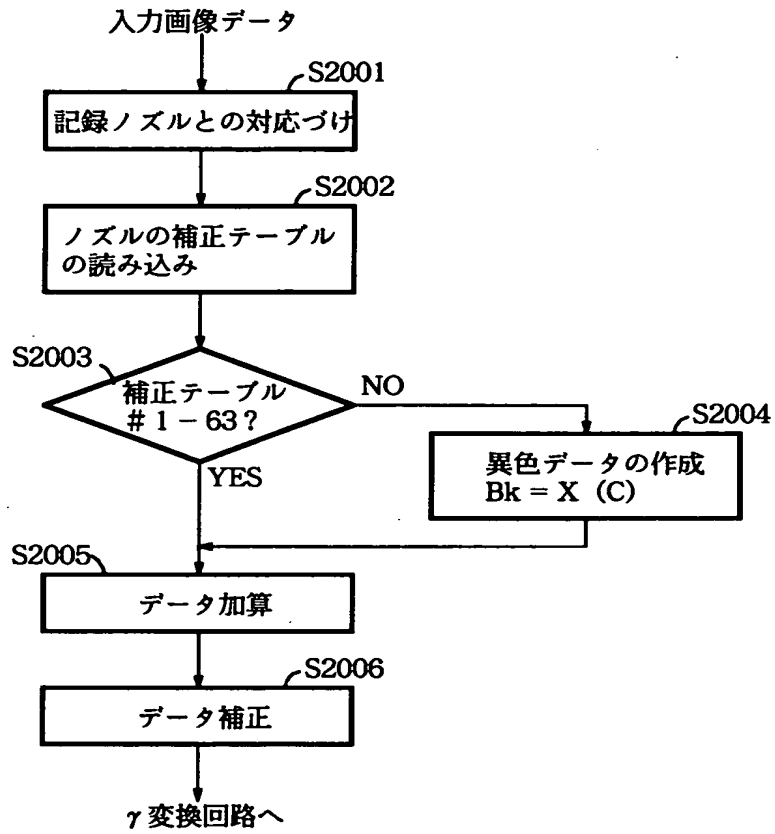 入力画像データ
S2001
記録ノズルとの対応づけ
S2002
ノズルの補正テーブル
の読み込み
S2003
補正テーブル
#1-63?
NO
YES
S2004
異色データの作成
Bk=X(C)
S2005
データ加算
S2006
データ補正
γ変換回路へ